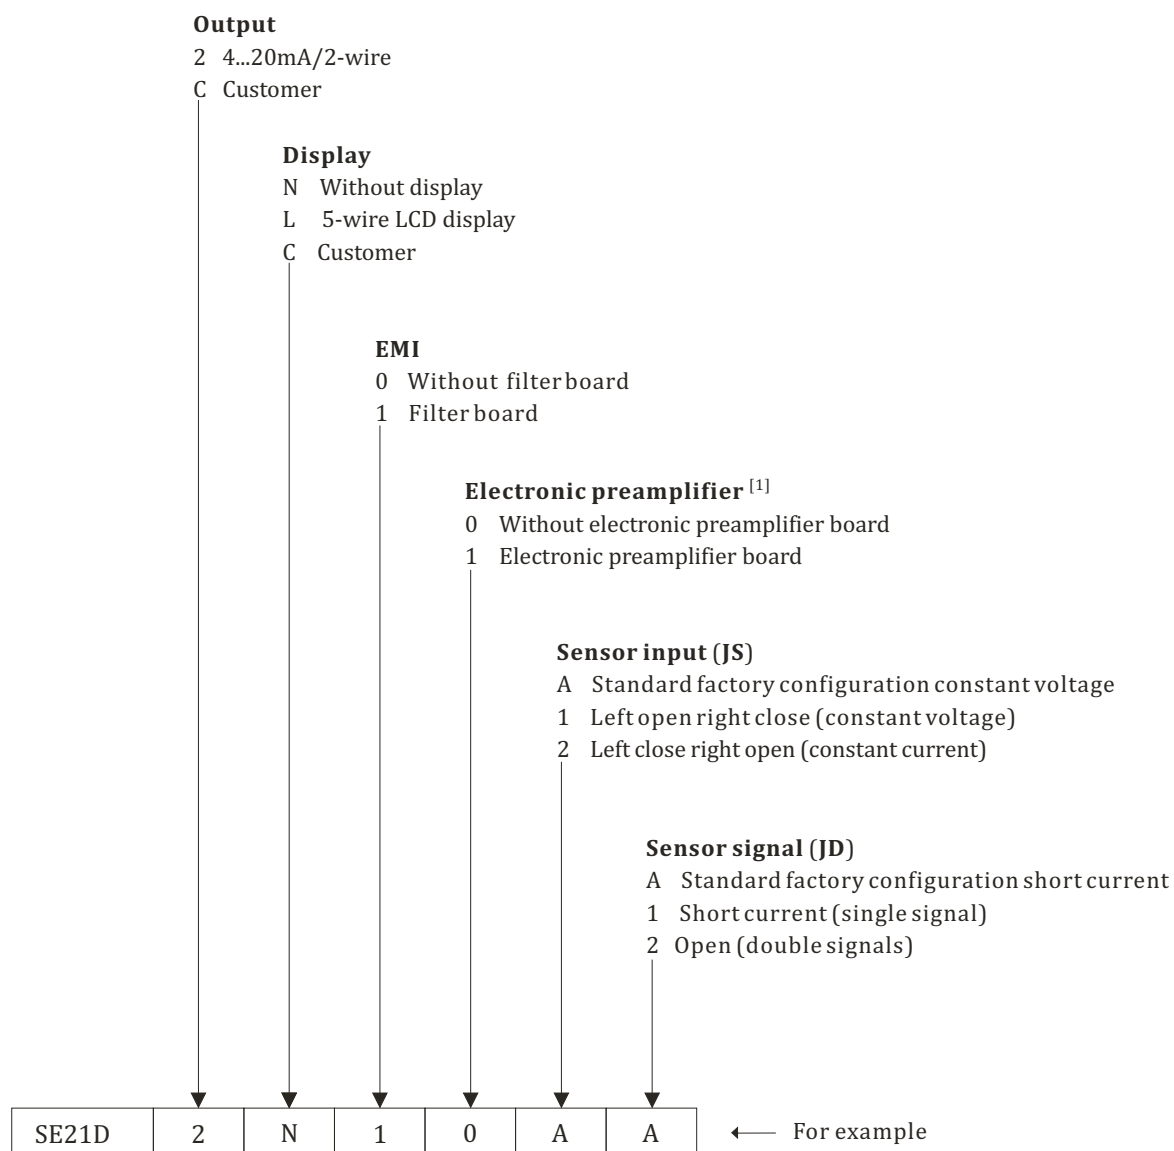 Output
2 4...20mA/2-wire
C Customer
Display
N Without display
L 5-wire LCD display
C Customer
EMI
0 Without filter board
1 Filter board
Electronic preamplifier [1]
0 Without electronic preamplifier board
1 Electronic preamplifier board
Sensor input (JS)
A Standard factory configuration constant voltage
1 Left open right close (constant voltage)
2 Left close right open (constant current)
Sensor signal (JD)
A Standard factory configuration short current
1 Short current (single signal)
2 Open (double signals)
SE21D 2 N 1 0 A A For example